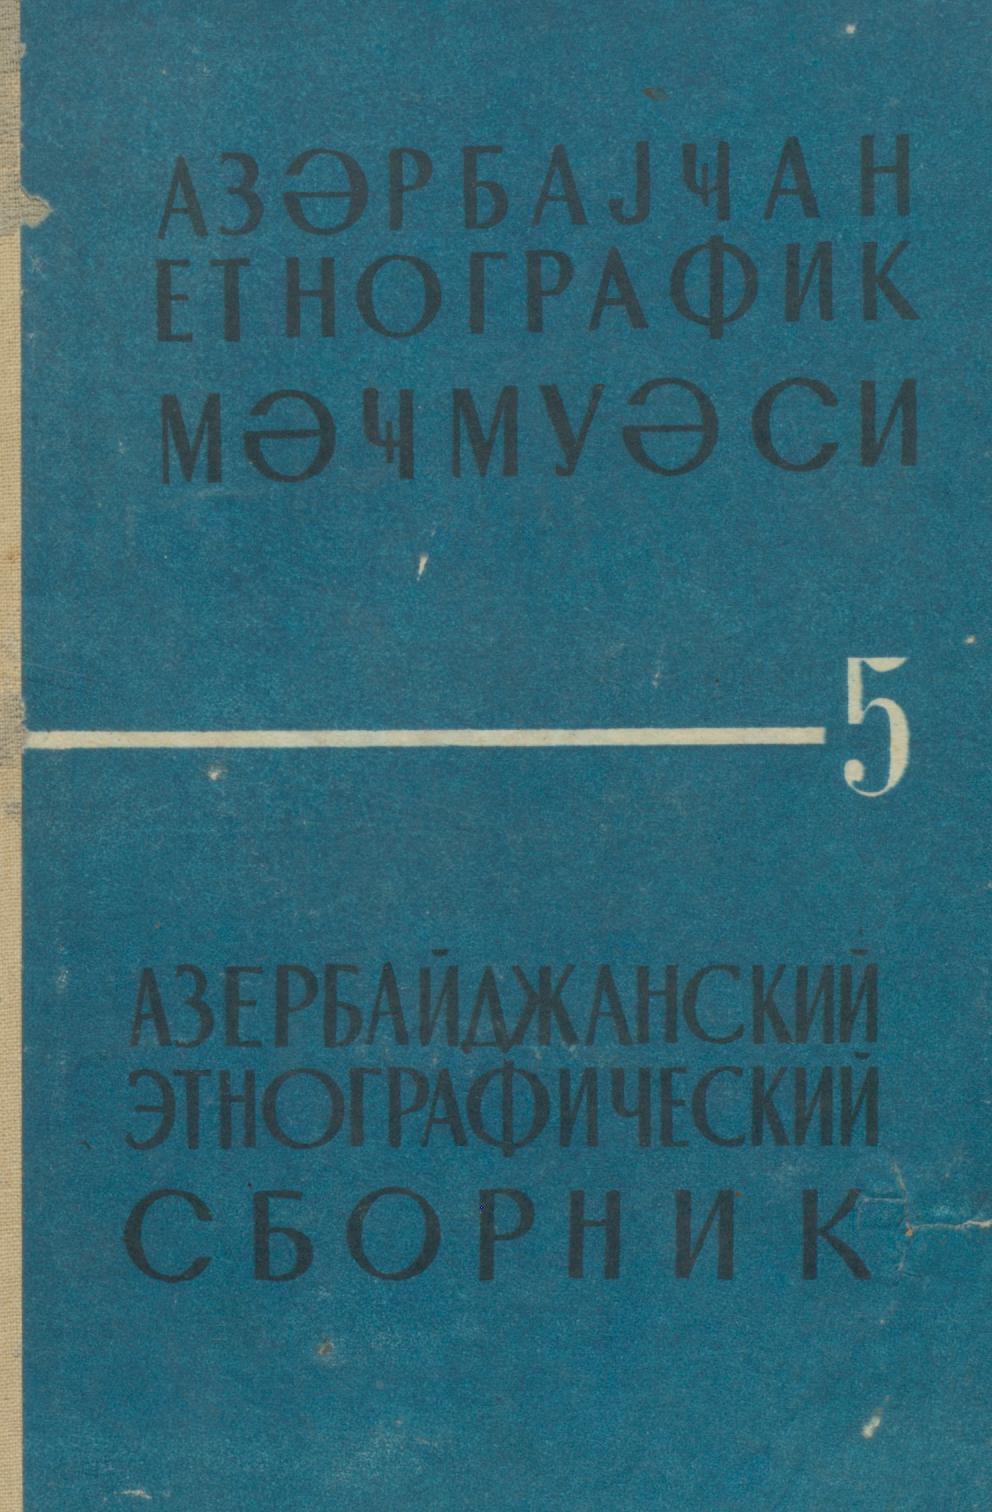 АЗӘРБАЈҸАН
ЕТНОГРАФИК
МӘҸМУӘСИ
5
АЗЕРБАЙДЖАНСКИЙ
ЭТНОГРАФИЧЕСКИЙ
СБОРНИК